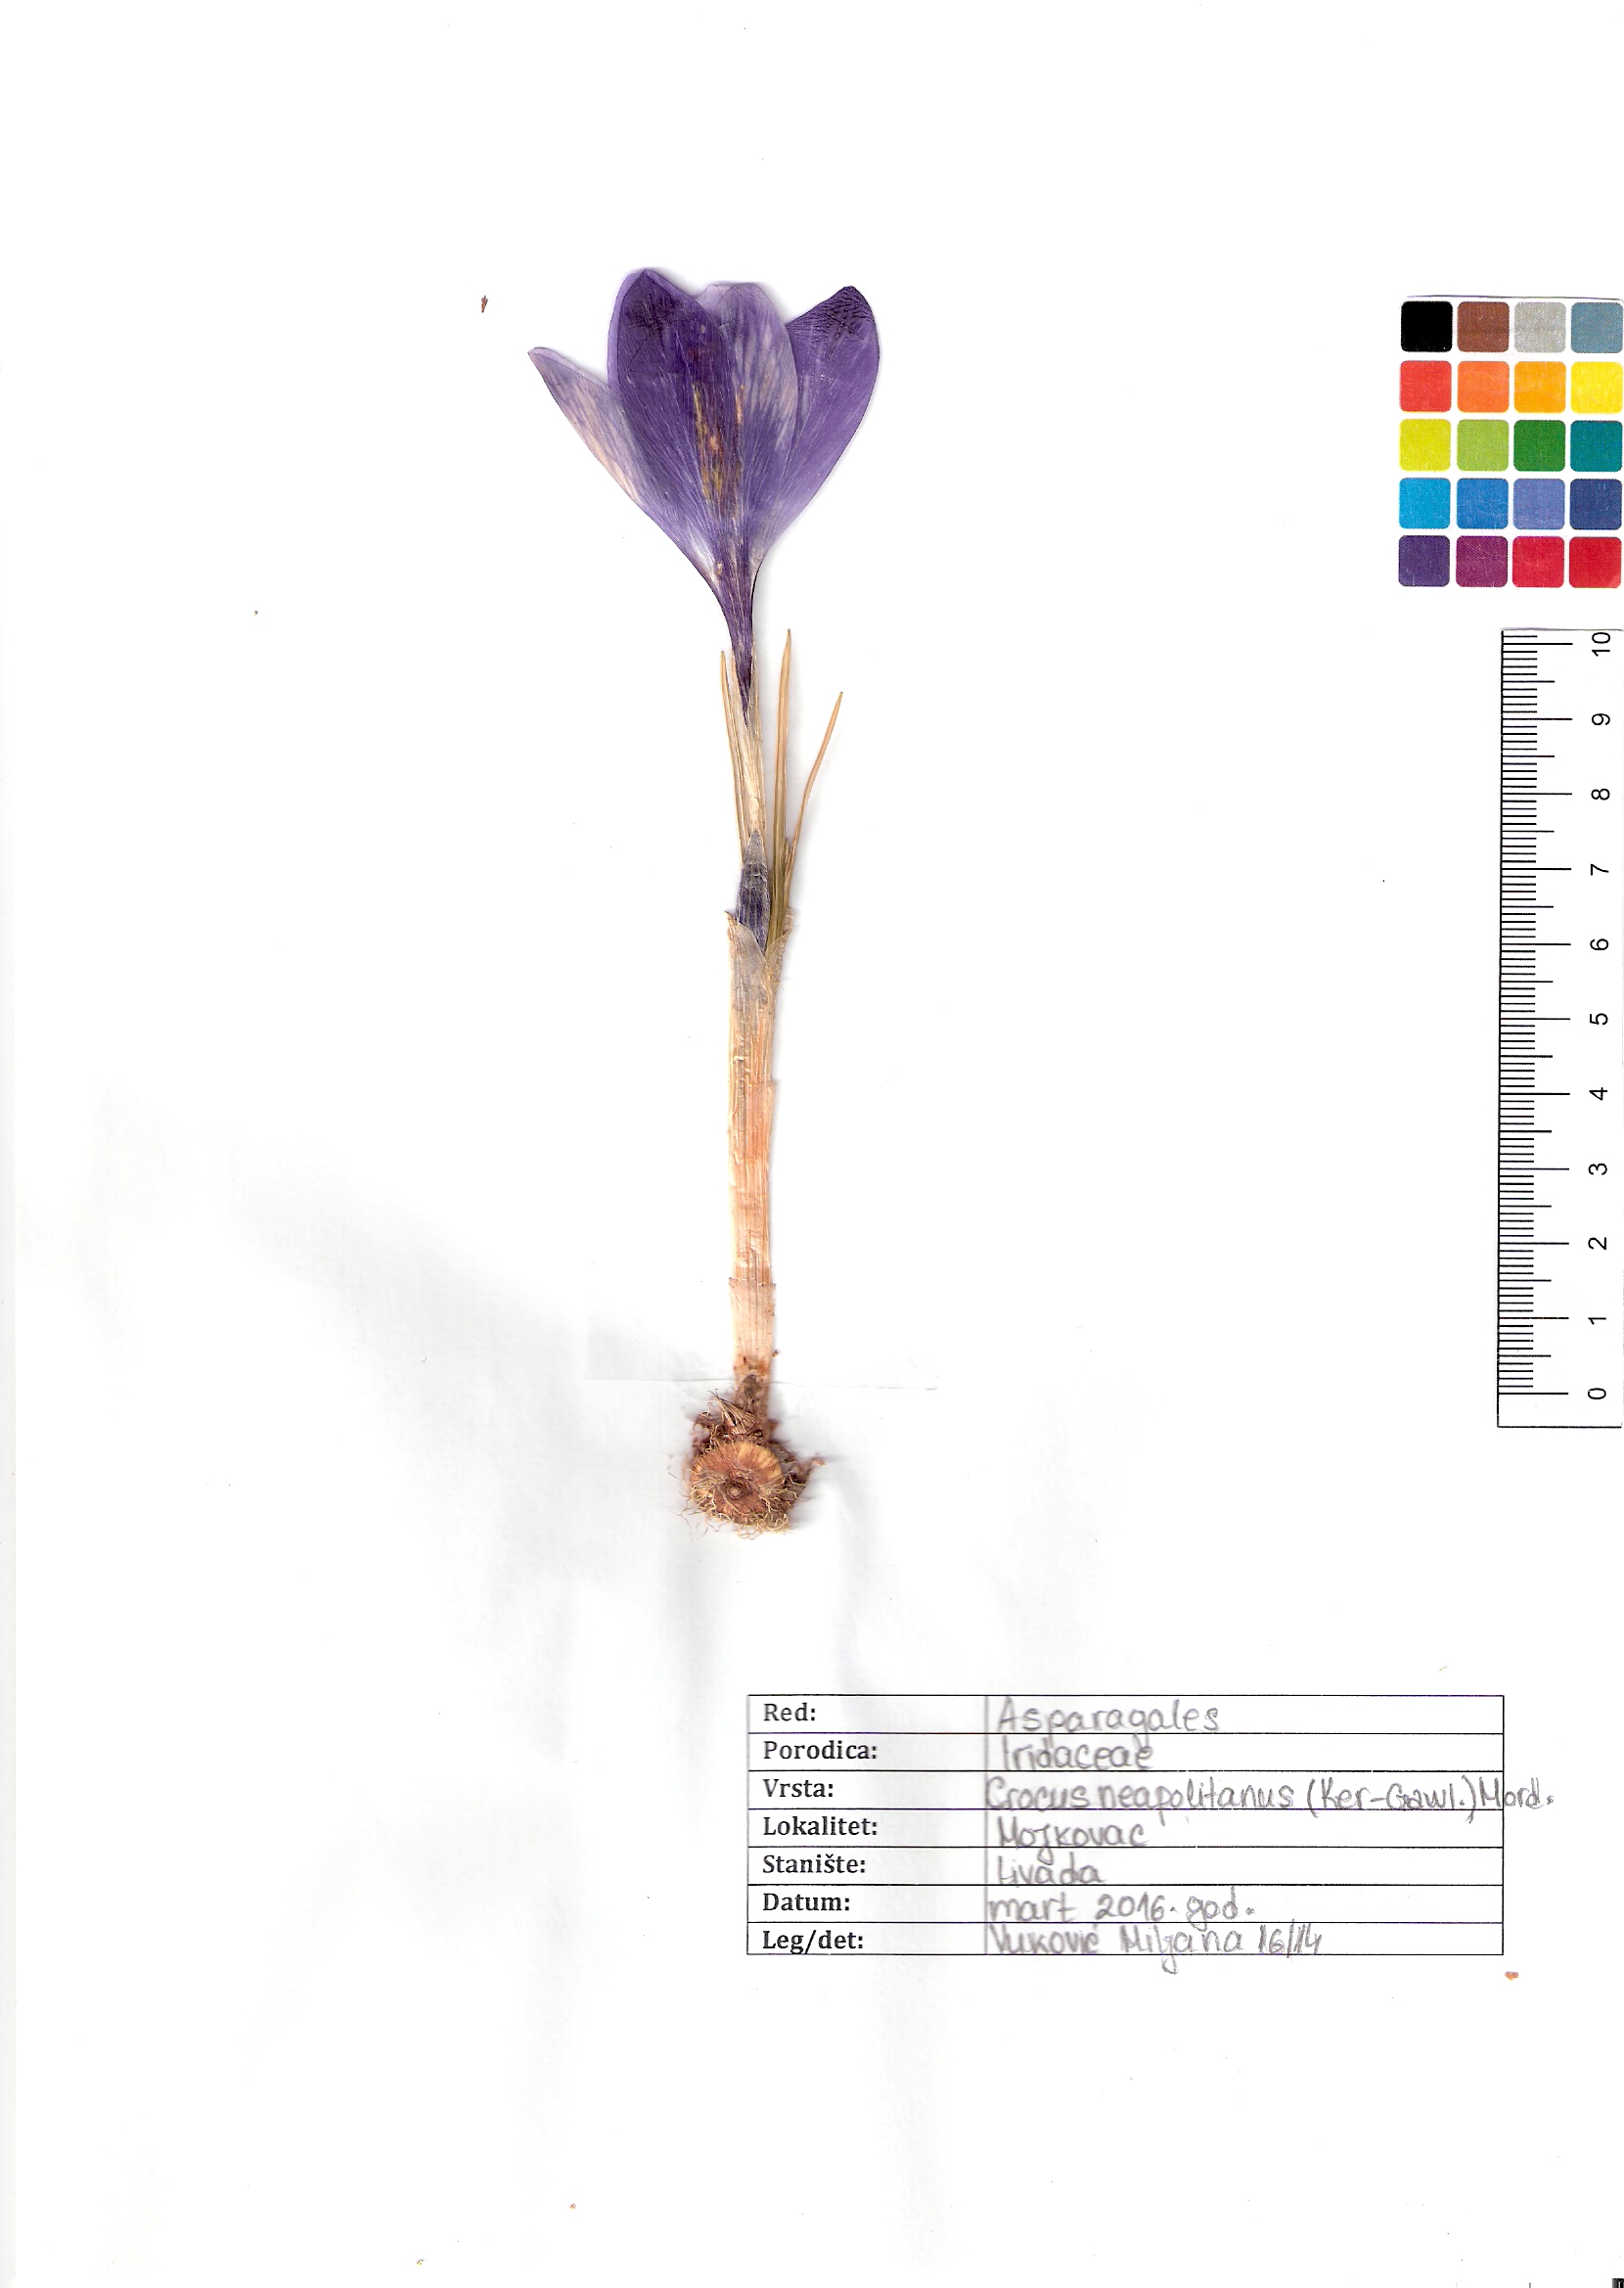 10
9
8
7
6
5
4
3
2
1
0
Red: Asparagales
Porodica: Iridaceae
Vrsta: Crocus neapolitanus (Ker-Gawl.) Mord.
Lokalitet: Mojkovac
Stanište: Livada
Datum: mart 2016. god.
Leg/det: Vuković Miljana 16/14